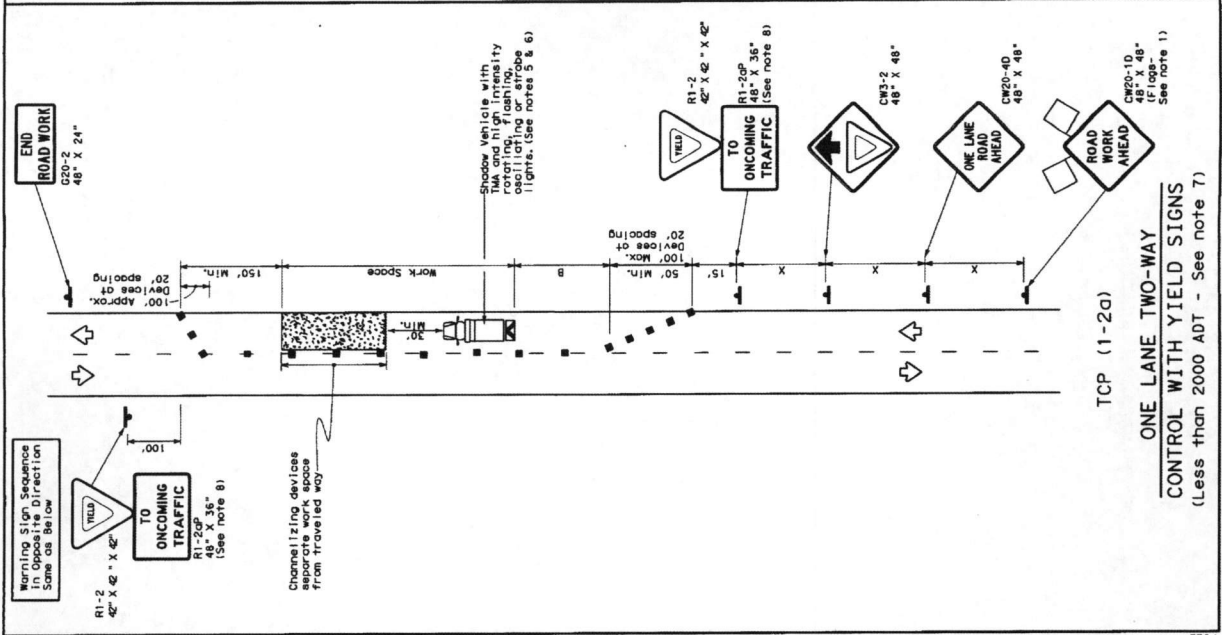 Warning Sign Sequence
in Opposite Direction
Same as Below
END
ROAD WORK
G20-2
48" X 24"
YIELD
R1-2
42" X 42" X 42"
TO
ONCOMING
TRAFFIC
R1-2aP
48" X 36"
(See note 8)
100'
100' Approx.
Devices at
20' spacing
150' Min.
Work Space
30'
Min.
Channelizing devices
separate work space
from traveled way
Shadow Vehicle with
TMA and high intensity
rotating, flashing,
oscillating or strobe
lights. (See notes 5 & 6)
B
50' Min.
100' Max.
Devices at
20' spacing
15'
X
X
X
YIELD
R1-2
42" X 42" X 42"
TO
ONCOMING
TRAFFIC
R1-2aP
48" X 36"
(See note 8)
CW3-2
48" X 48"
ONE LANE
ROAD
AHEAD
CW20-4D
48" X 48"
ROAD
WORK
AHEAD
CW20-1D
48" X 48"
(Flags-
See note 1)
TCP (1-2a)
ONE LANE TWO-WAY
CONTROL WITH YIELD SIGNS
(Less than 2000 ADT - See note 7)